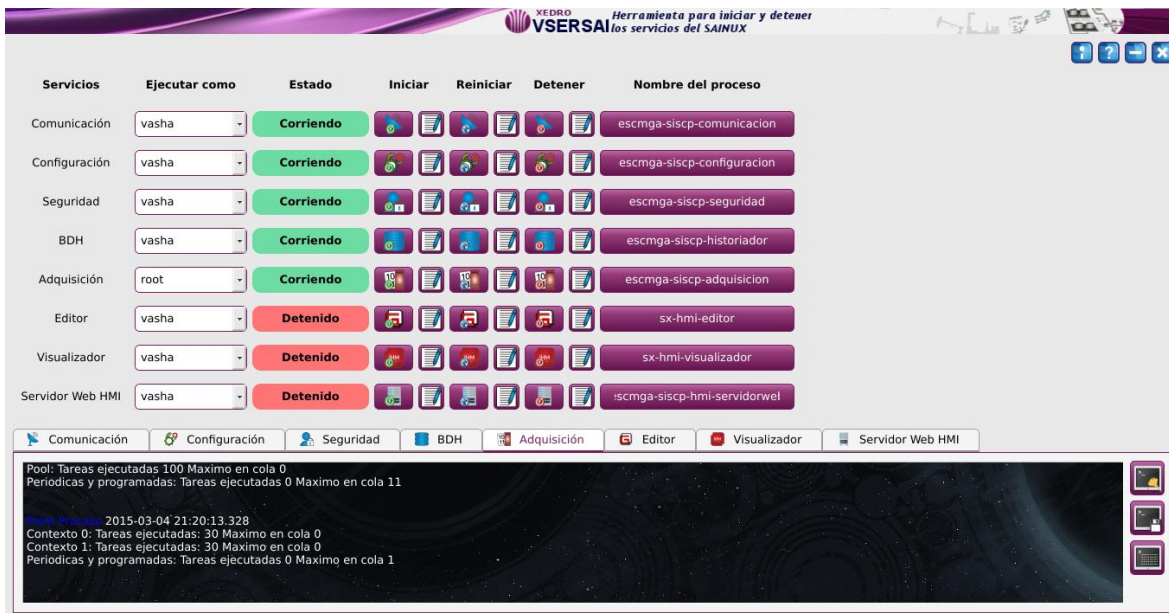 XEDRO
VSERSAI
Herramienta para iniciar y detener
los servicios del SAINUX
Servicios Ejecutar como Estado Iniciar Reiniciar Detener Nombre del proceso
Comunicación vasha Corriendo escmga-siscp-comunicacion
Configuración vasha Corriendo escmga-siscp-configuracion
Seguridad vasha Corriendo escmga-siscp-seguridad
BDH vasha Corriendo escmga-siscp-historiador
Adquisición root Corriendo escmga-siscp-adquisicion
Editor vasha Detenido sx-hmi-editor
Visualizador vasha Detenido sx-hmi-visualizador
Servidor Web HMI vasha Detenido scmga-siscp-hmi-servidorwel
Comunicación Configuración Seguridad BDH Adquisición Editor Visualizador Servidor Web HMI
Pool: Tareas ejecutadas 100 Maximo en cola 0
Periodicas y programadas: Tareas ejecutadas 0 Maximo en cola 11
Point Process 2015-03-04 21:20:13.328
Contexto 0: Tareas ejecutadas: 30 Maximo en cola 0
Contexto 1: Tareas ejecutadas: 30 Maximo en cola 0
Periodicas y programadas: Tareas ejecutadas 0 Maximo en cola 1